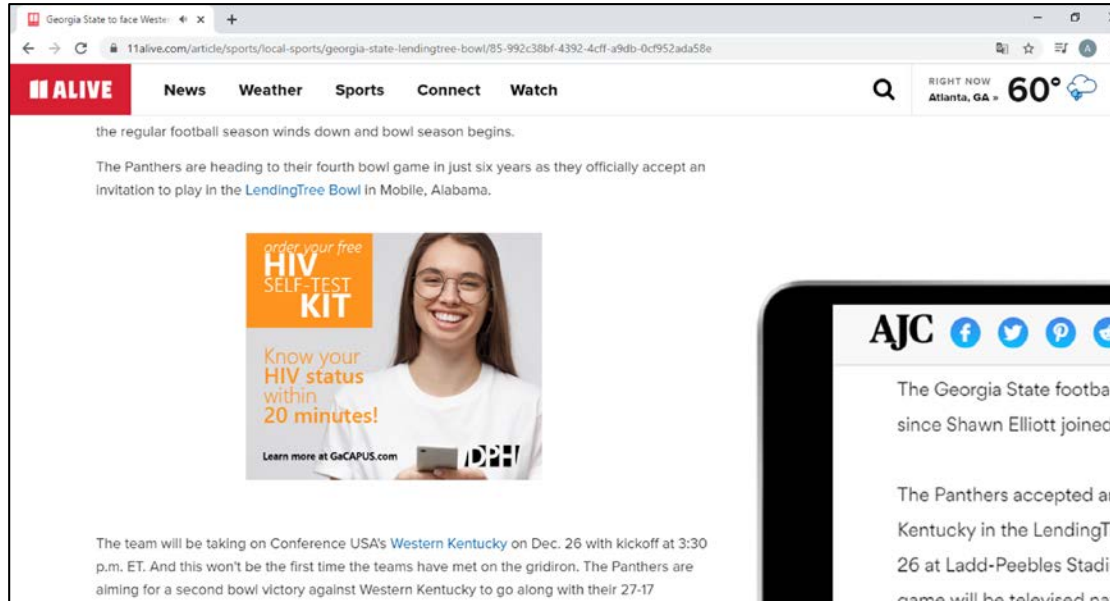 Georgia State to face Wester
11alive.com/article/sports/local-sports/georgia-state-lendingtree-bowl/85-992c38bf-4392-4cff-a9db-0cf952ada58e
A
11 ALIVE
News Weather Sports Connect Watch
RIGHT NOW
Atlanta, GA »
60°
the regular football season winds down and bowl season begins.
The Panthers are heading to their fourth bowl game in just six years as they officially accept an
invitation to play in the LendingTree Bowl in Mobile, Alabama.
order your free
HIV
SELF-TEST
KIT
Know your
HIV status
within
20 minutes!
Learn more at GaCAPUS.com
DPH
The team will be taking on Conference USA's Western Kentucky on Dec. 26 with kickoff at 3:30
p.m. ET. And this won't be the first time the teams have met on the gridiron. The Panthers are
aiming for a second bowl victory against Western Kentucky to go along with their 27-17
AJC
The Georgia State footba
since Shawn Elliott joined
The Panthers accepted a
Kentucky in the LendingT
26 at Ladd-Peebles Stadi
game will be televised na